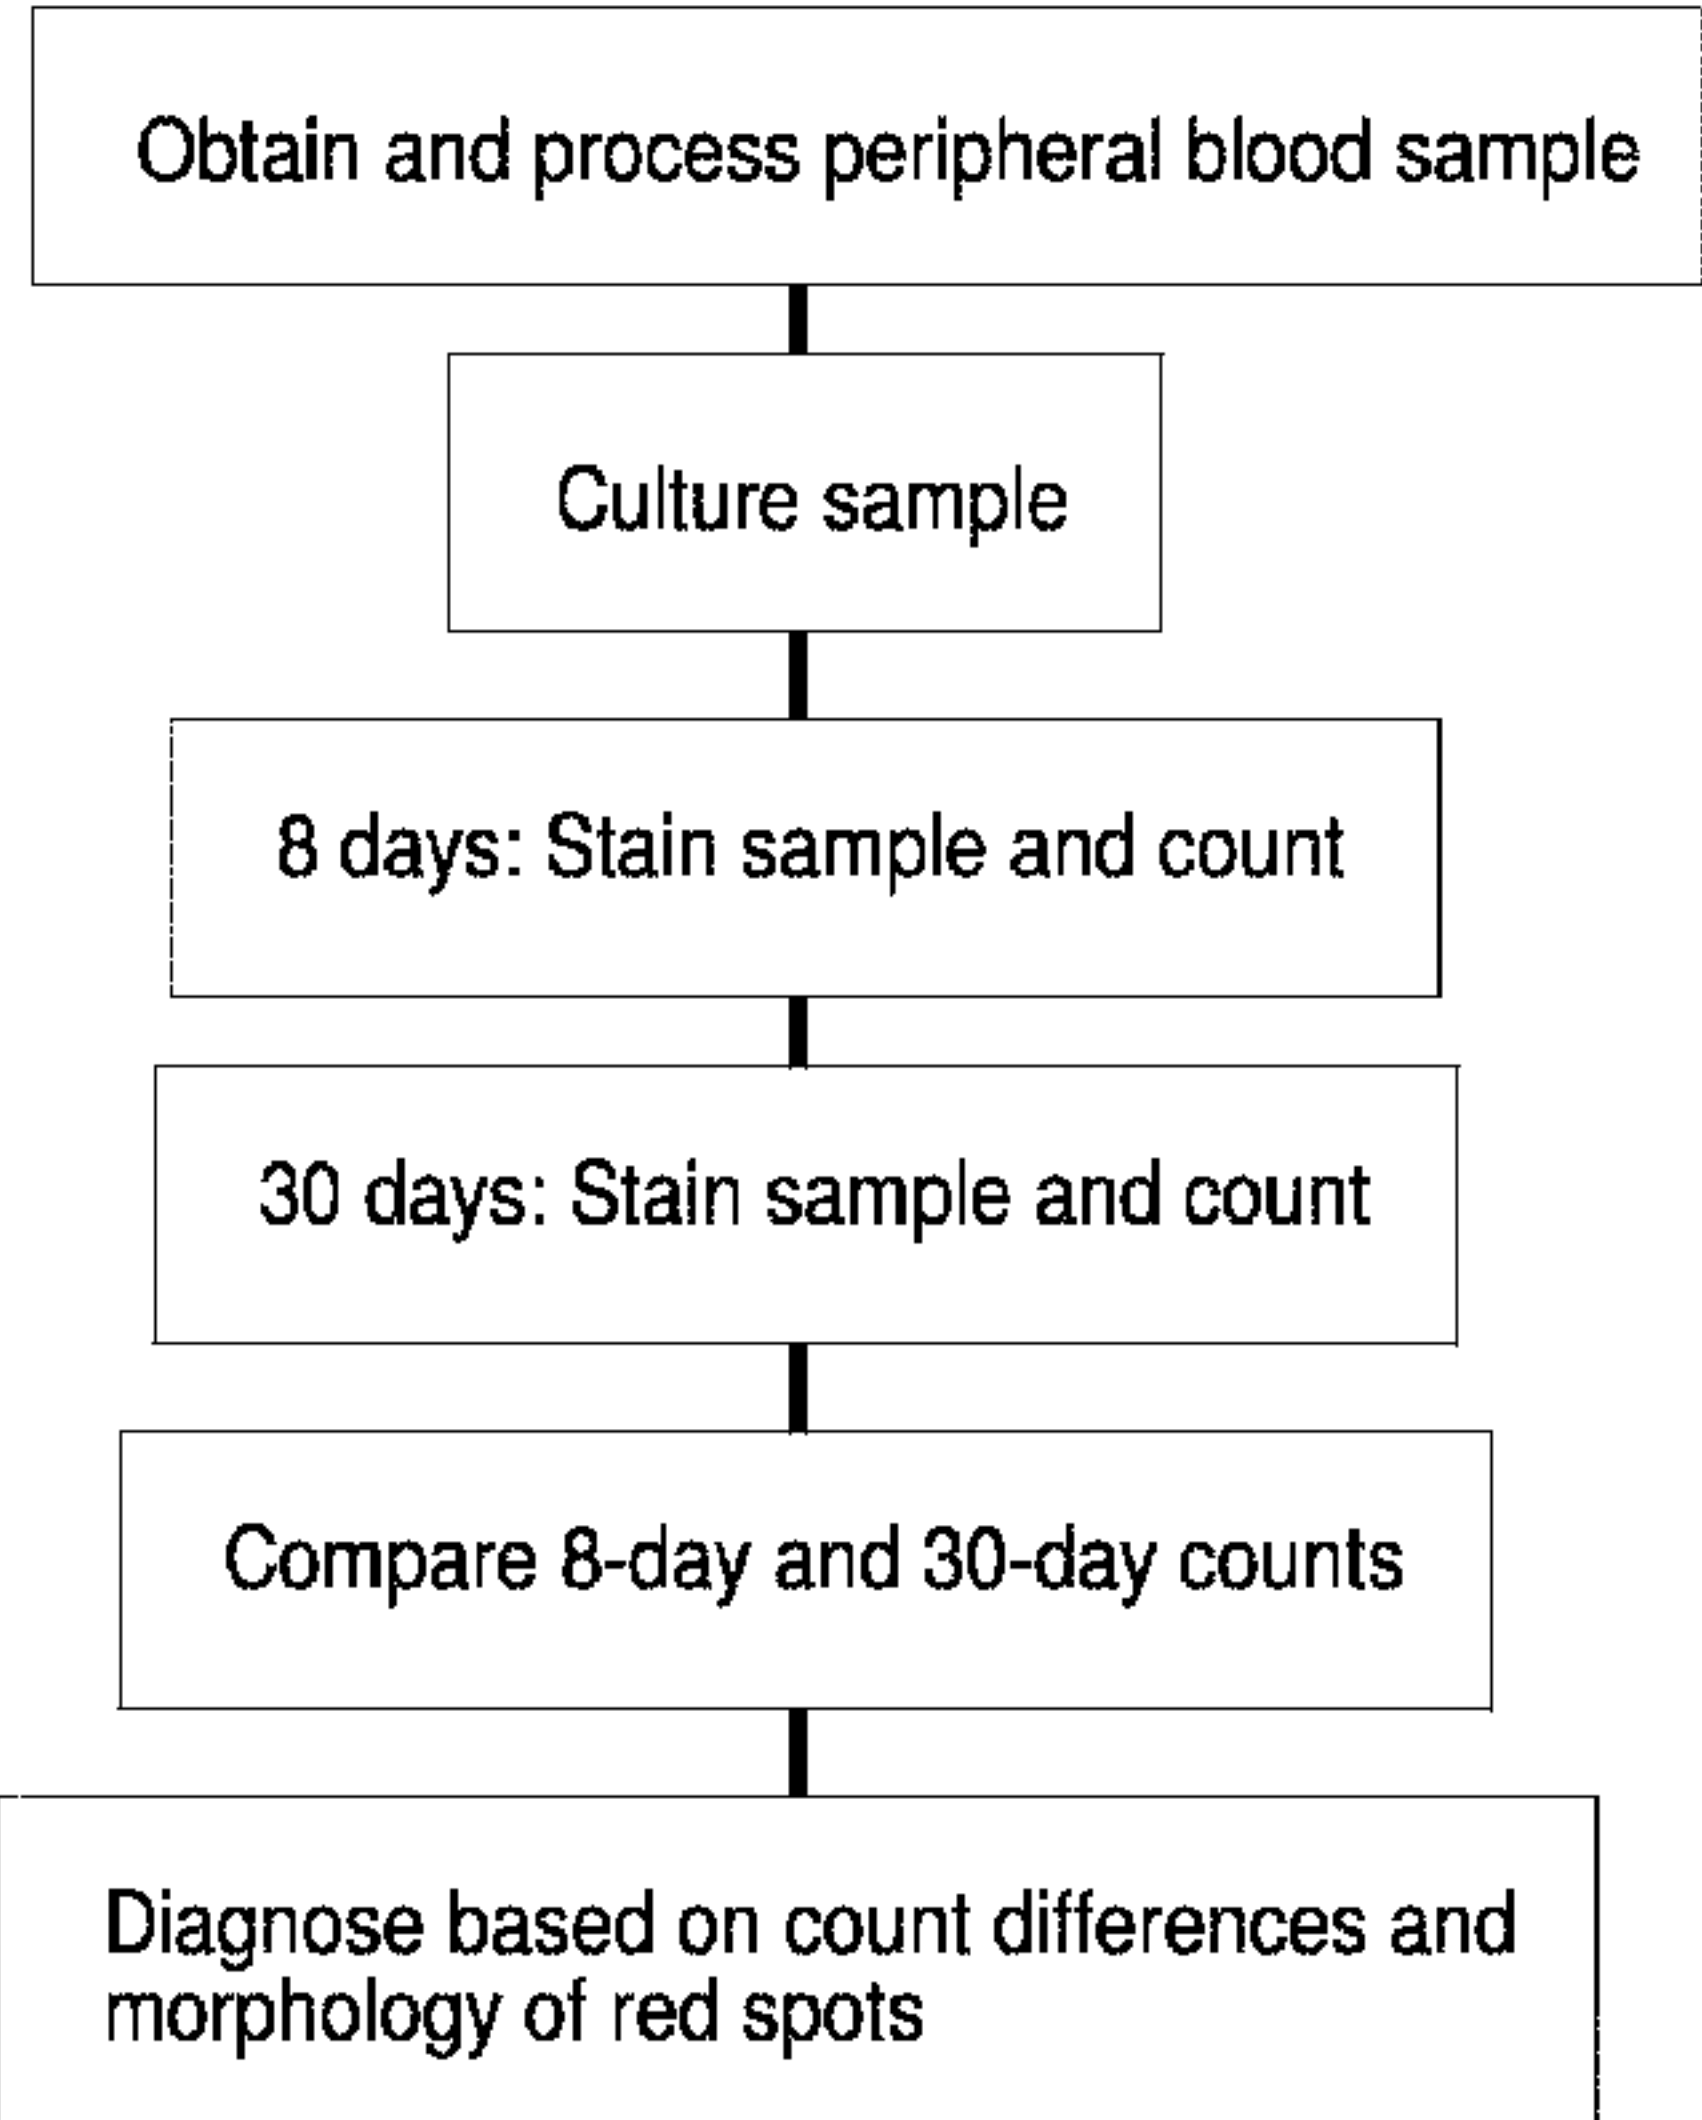 Obtain and process peripheral blood sample
Culture sample
8 days: Stain sample and count
30 days: Stain sample and count
Compare 8-day and 30-day counts
Diagnose based on count differences and
morphology of red spots